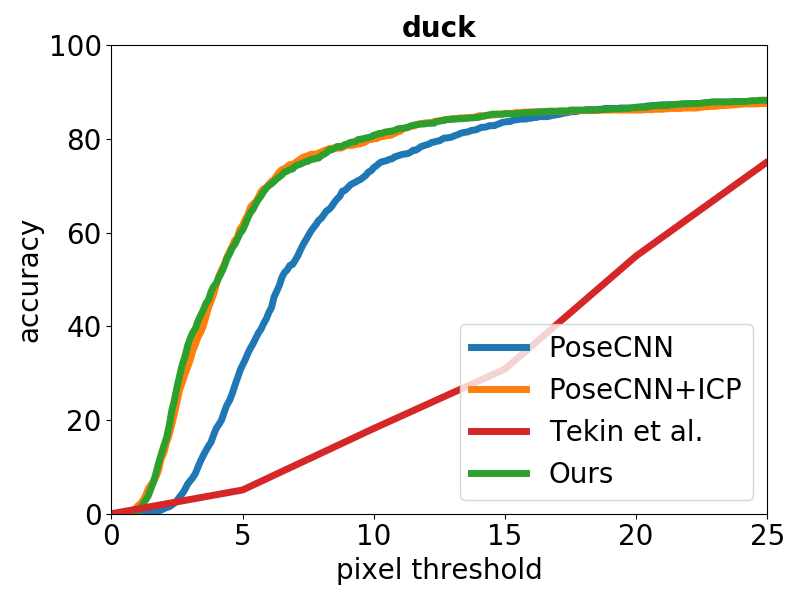 duck
100
80
60
40
20
0
accuracy
PoseCNN
PoseCNN+ICP
Tekin et al.
Ours
0 5 10 15 20 25
pixel threshold